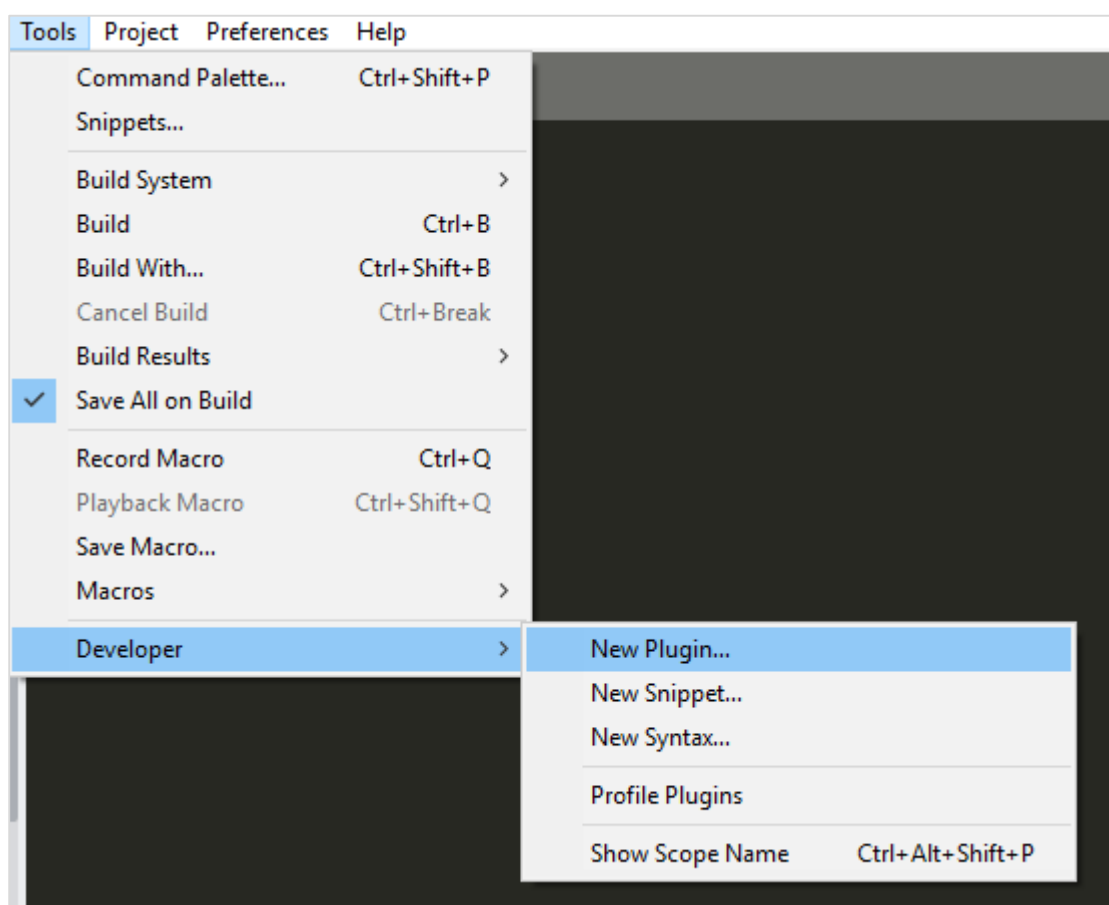 Tools Project Preferences Help
Command Palette... Ctrl+Shift+P
Snippets...
Build System
Build Ctrl+B
Build With... Ctrl+Shift+B
Cancel Build Ctrl+Break
Build Results
Save All on Build
Record Macro Ctrl+Q
Playback Macro Ctrl+Shift+Q
Save Macro...
Macros
Developer
New Plugin...
New Snippet...
New Syntax...
Profile Plugins
Show Scope Name Ctrl+Alt+Shift+P